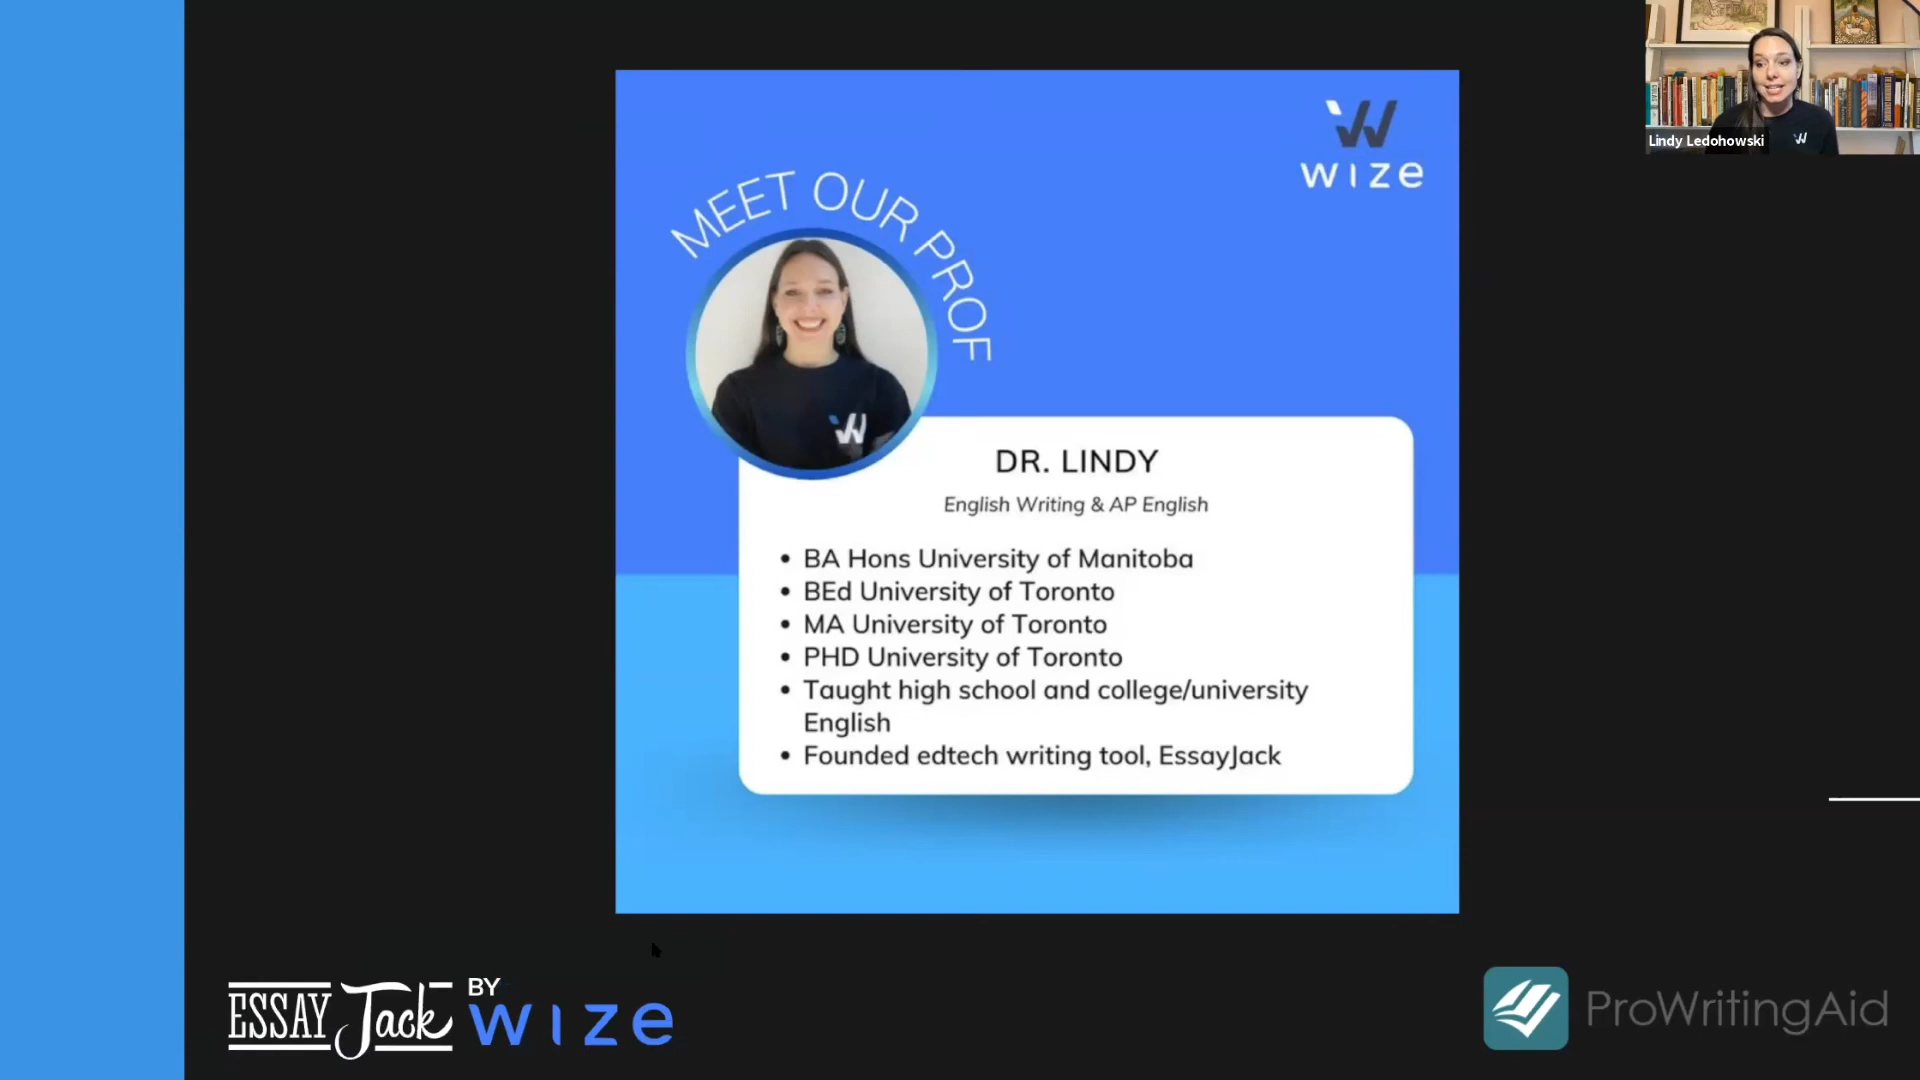 Lindy Ledohowski
wize
MEET OUR PROF
DR. LINDY
English Writing & AP English
• BA Hons University of Manitoba
• BEd University of Toronto
• MA University of Toronto
• PHD University of Toronto
• Taught high school and college/university
English
• Founded edtech writing tool, EssayJack
ESSAY Jack BY wize
ProWritingAid